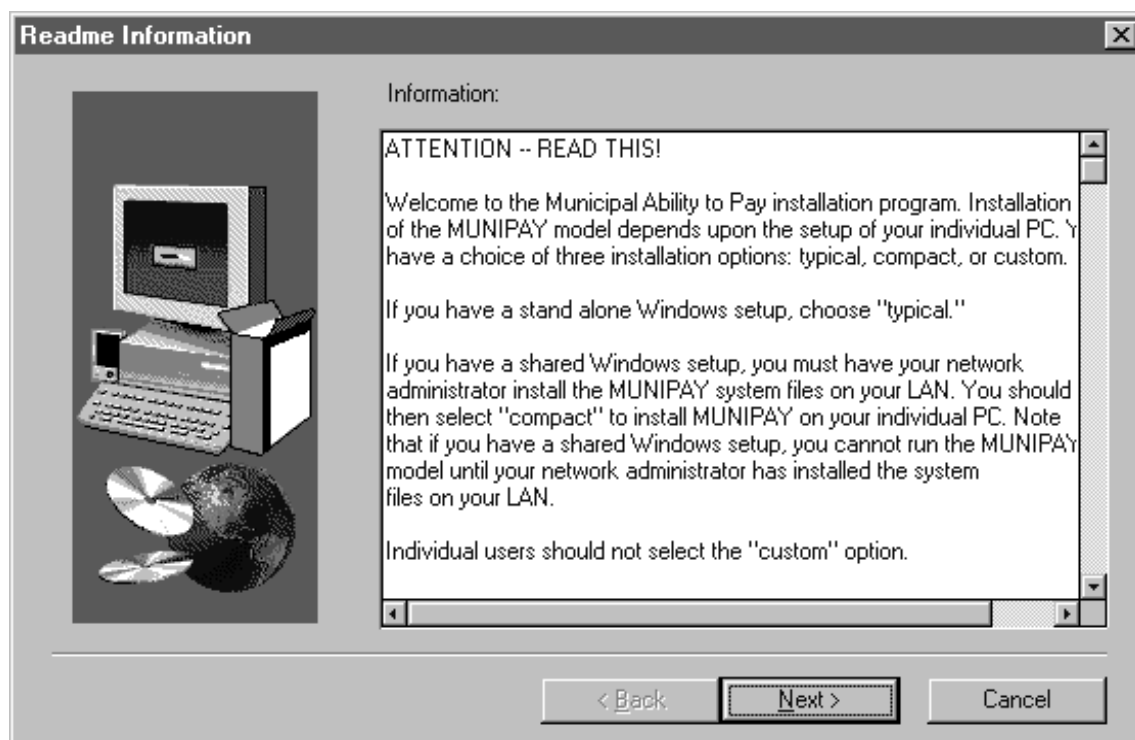 Readme Information
Information:
ATTENTION -- READ THIS!
Welcome to the Municipal Ability to Pay installation program. Installation
of the MUNIPAY model depends upon the setup of your individual PC. Y
have a choice of three installation options: typical, compact, or custom.
If you have a stand alone Windows setup, choose "typical."
If you have a shared Windows setup, you must have your network
administrator install the MUNIPAY system files on your LAN. You should
then select "compact" to install MUNIPAY on your individual PC. Note
that if you have a shared Windows setup, you cannot run the MUNIPAY
model until your network administrator has installed the system
files on your LAN.
Individual users should not select the "custom" option.
< Back
Next >
Cancel